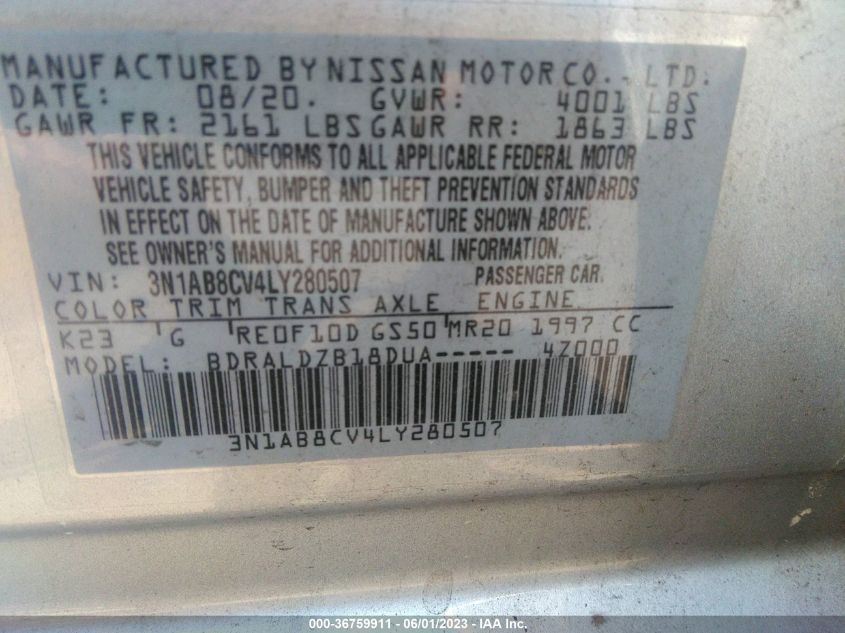 MANUFACTURED BY NISSAN MOTOR CO., LTD.
DATE: 08/20. GVWR: 4001 LBS
GAWR FR: 2161 LBS GAWR RR: 1863 LBS
THIS VEHICLE CONFORMS TO ALL APPLICABLE FEDERAL MOTOR
VEHICLE SAFETY, BUMPER AND THEFT PREVENTION STANDARDS
IN EFFECT ON THE DATE OF MANUFACTURE SHOWN ABOVE.
SEE OWNER'S MANUAL FOR ADDITIONAL INFORMATION.
VIN: 3N1AB8CV4LY280507 PASSENGER CAR.
COLOR TRIM TRANS AXLE ENGINE
K23 G RE0F10D GS50 MR20 1997 CC
MODEL: BDRALDZB18DUA----- 4Z000
3N1AB8CV4LY280507
000-36759911 - 06/01/2023 - IAA Inc.